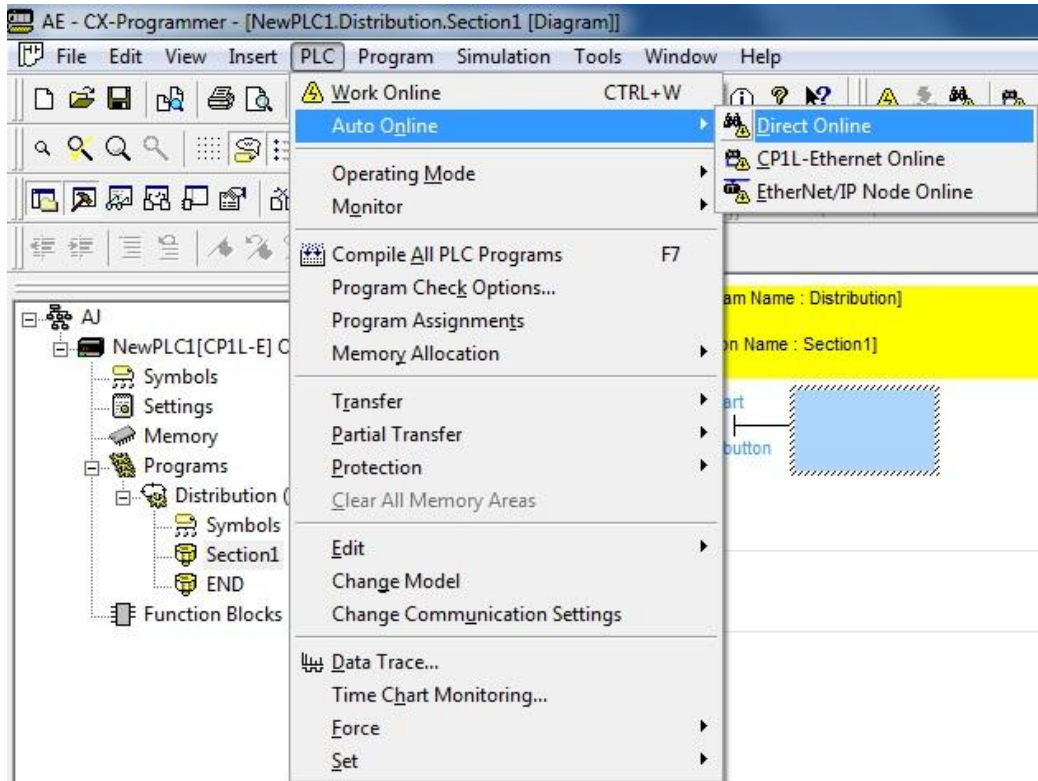 AE - CX-Programmer - [NewPLC1.Distribution.Section1 [Diagram]]
File Edit View Insert PLC Program Simulation Tools Window Help
Work Online CTRL+W
Auto Online
Direct Online
CP1L-Ethernet Online
EtherNet/IP Node Online
Operating Mode
Monitor
Compile All PLC Programs F7
Program Check Options...
Program Assignments
Memory Allocation
Transfer
Partial Transfer
Protection
Clear All Memory Areas
Edit
Change Model
Change Communication Settings
Data Trace...
Time Chart Monitoring...
Force
Set
AJ
NewPLC1[CP1L-E] O
Symbols
Settings
Memory
Programs
Distribution (
Symbols
Section1
END
Function Blocks
am Name : Distribution]
on Name : Section1]
art
button